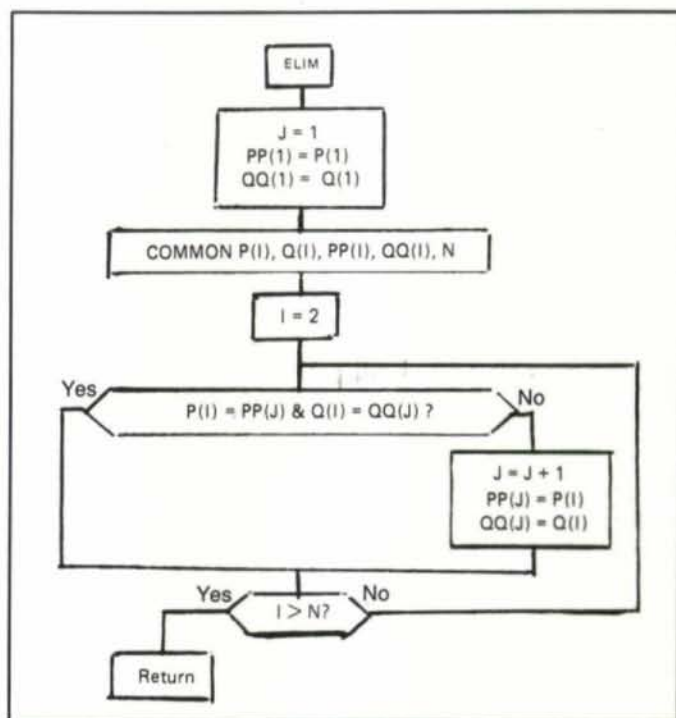 ELIM
J = 1
PP(1) = P(1)
QQ(1) = Q(1)
COMMON P(I), Q(I), PP(I), QQ(I), N
I = 2
Yes
P(I) = PP(J) & Q(I) = QQ(J) ?
No
J = J + 1
PP(J) = P(I)
QQ(J) = Q(I)
Yes
I > N?
No
Return